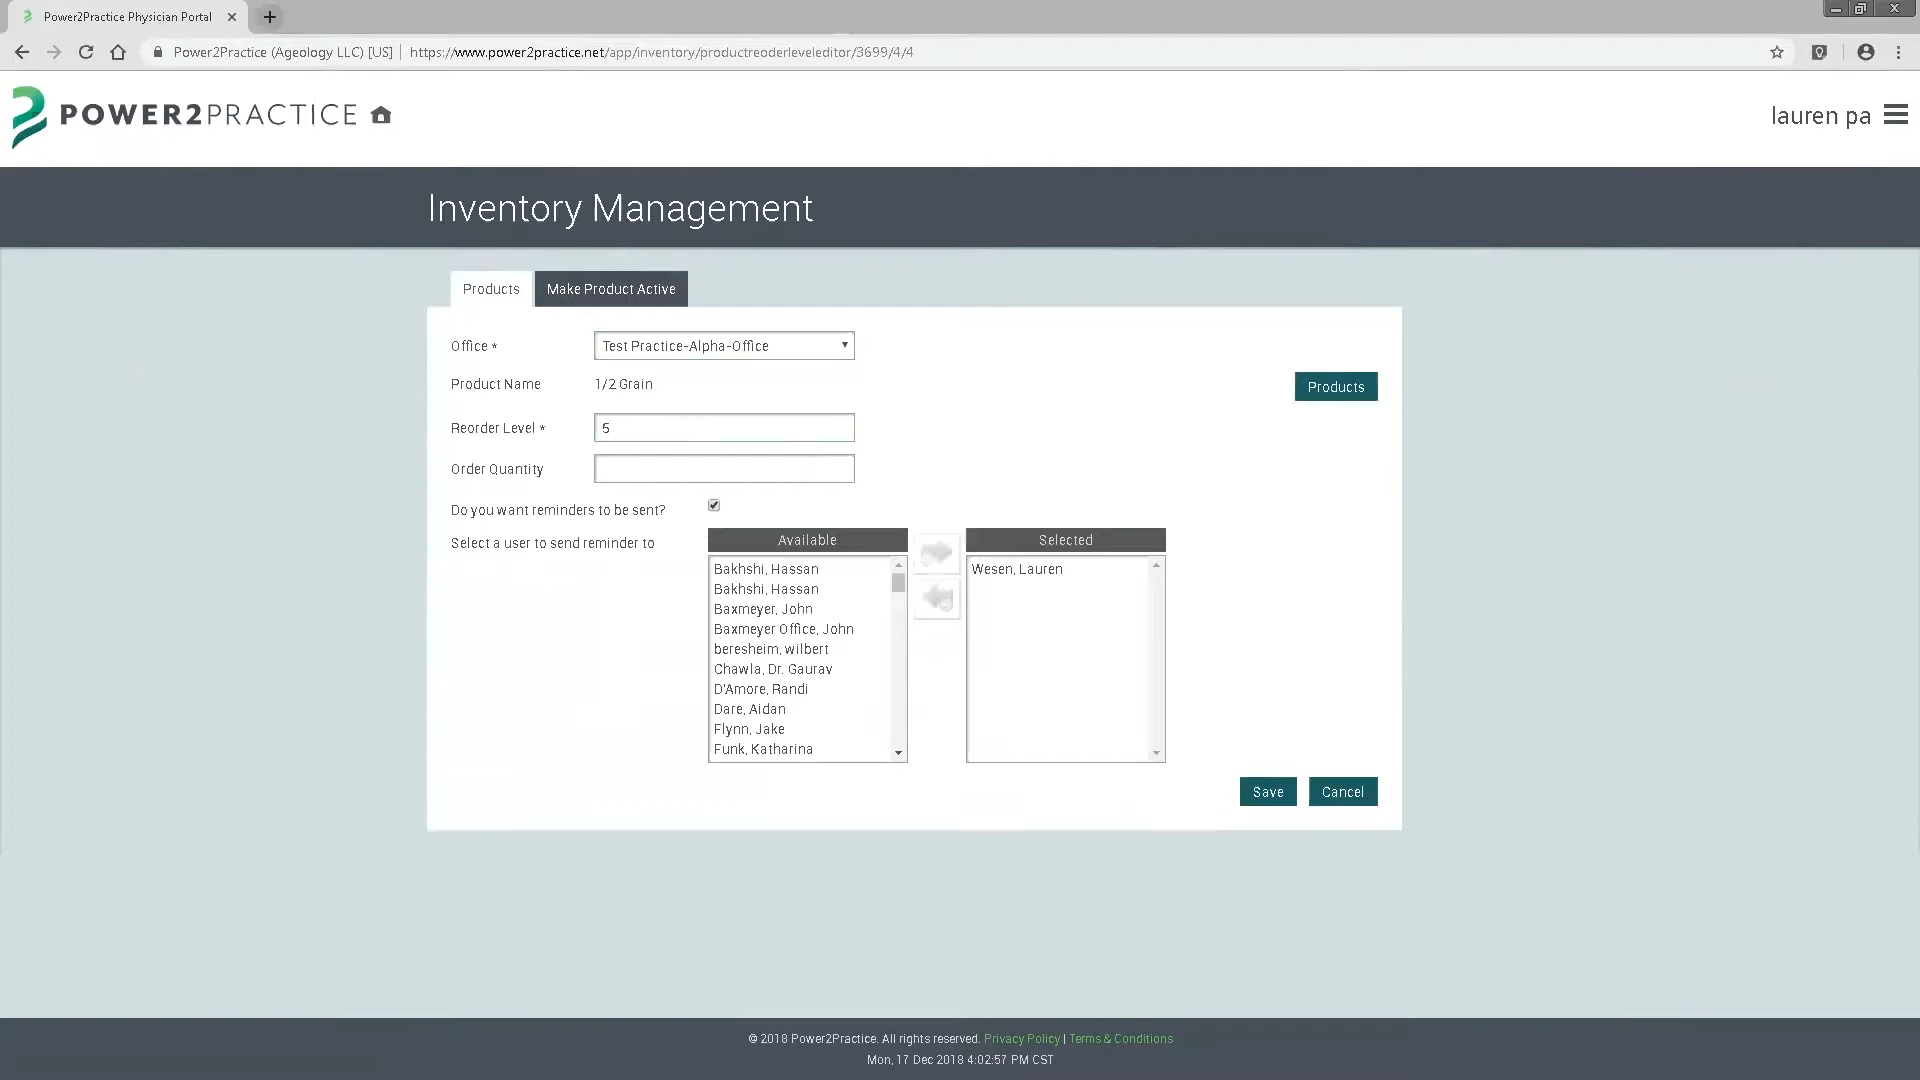 Power2Practice Physician Portal
Power2Practice (Ageology LLC) [US] | https://www.power2practice.net/app/inventory/productreoderleveleditor/3699/4/4
POWER2PRACTICE
lauren pa
Inventory Management
Products Make Product Active
Office * Test Practice-Alpha-Office
Product Name 1/2 Grain
Products
Reorder Level * 5
Order Quantity
Do you want reminders to be sent?
Select a user to send reminder to
Available
Bakhshi, Hassan
Bakhshi, Hassan
Baxmeyer, John
Baxmeyer Office, John
beresheim, wilbert
Chawla, Dr. Gaurav
D'Amore, Randi
Dare, Aidan
Flynn, Jake
Funk, Katharina
Selected
Wesen, Lauren
Save Cancel
© 2018 Power2Practice. All rights reserved. Privacy Policy | Terms & Conditions
Mon, 17 Dec 2018 4:02:57 PM CST